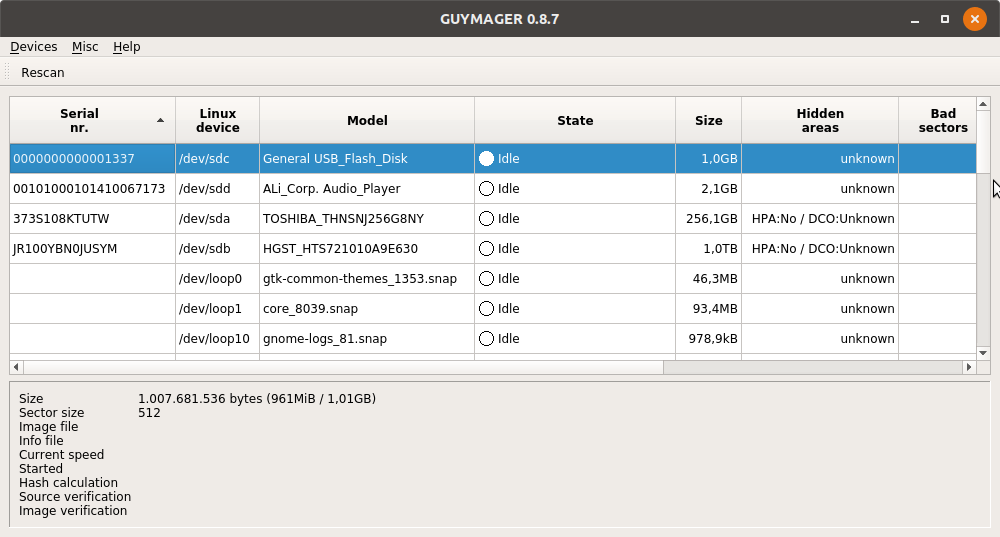 GUYMAGER 0.8.7
Devices Misc Help
Rescan
Serial nr. Linux device Model State Size Hidden areas Bad sectors
0000000000001337 /dev/sdc General USB_Flash_Disk Idle 1,0GB unknown
00101000101410067173 /dev/sdd ALi_Corp. Audio_Player Idle 2,1GB unknown
373S108KTUTW /dev/sda TOSHIBA_THNSNJ256G8NY Idle 256,1GB HPA:No / DCO:Unknown
JR100YBN0JUSYM /dev/sdb HGST_HTS721010A9E630 Idle 1,0TB HPA:No / DCO:Unknown
/dev/loop0 gtk-common-themes_1353.snap Idle 46,3MB unknown
/dev/loop1 core_8039.snap Idle 93,4MB unknown
/dev/loop10 gnome-logs_81.snap Idle 978,9kB unknown
Size 1.007.681.536 bytes (961MiB / 1,01GB)
Sector size 512
Image file
Info file
Current speed
Started
Hash calculation
Source verification
Image verification